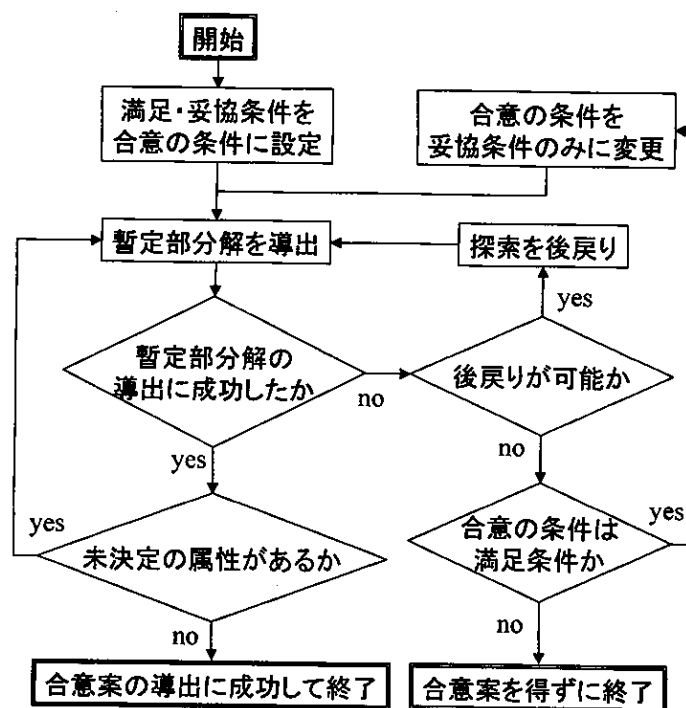 開始
満足・妥協条件を
合意の条件に設定
合意の条件を
妥協条件のみに変更
暫定部分解を導出
探索を後戻り
yes
暫定部分解の
導出に成功したか
no
後戻りが可能か
yes
no
yes
未決定の属性があるか
合意の条件は
満足条件か
yes
no
no
合意案の導出に成功して終了
合意案を得ずに終了